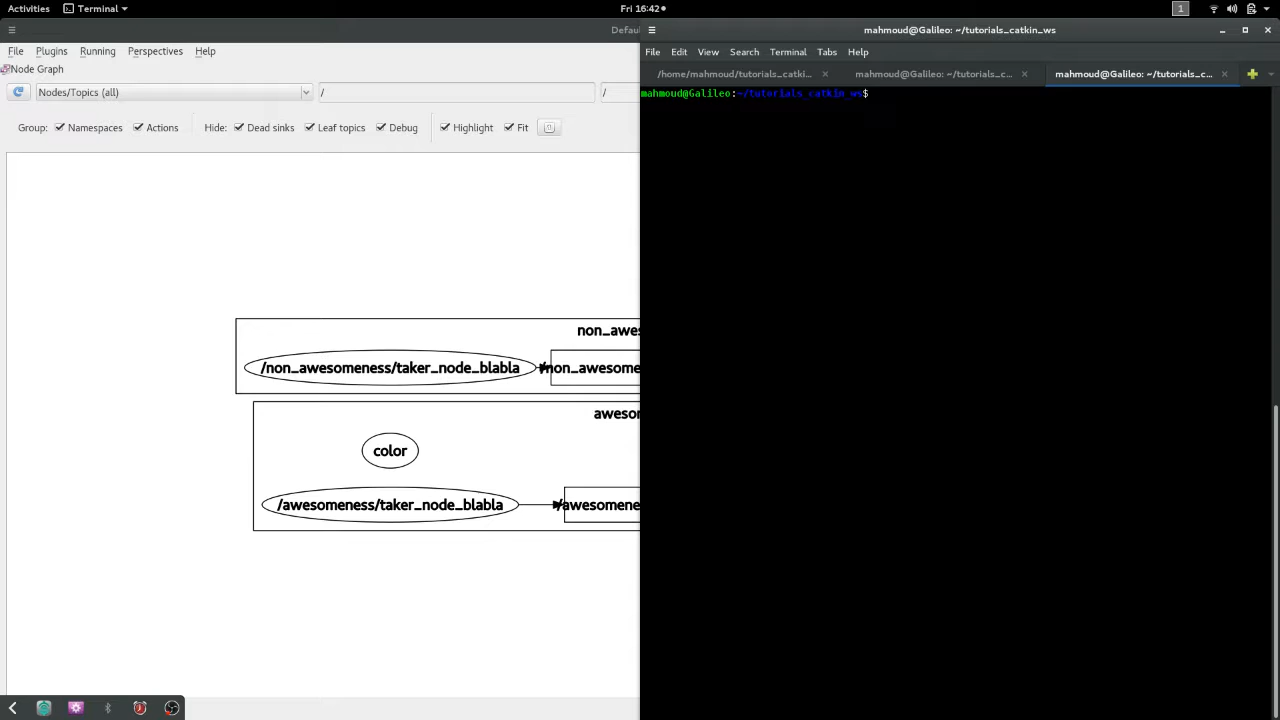 Activities Terminal Fri 16:42 1
Defau
mahmoud@Galileo: ~/tutorials_catkin_ws
File Plugins Running Perspectives Help
File Edit View Search Terminal Tabs Help
Node Graph
/home/mahmoud/tutorials_catki... mahmoud@Galileo: ~/tutorials_c... mahmoud@Galileo: ~/tutorials_c...
Nodes/Topics (all) / /
mahmoud@Galileo:~/tutorials_catkin_ws$
Group: Namespaces Actions Hide: Dead sinks Leaf topics Debug Highlight Fit
non_awes
/non_awesomeness/taker_node_blabla /non_awesome
aweson
color
/awesomeness/taker_node_blabla /awesomene